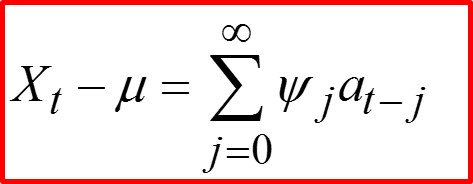 X_t − μ = ∑_{j=0}^{∞} ψ_j a_{t−j}